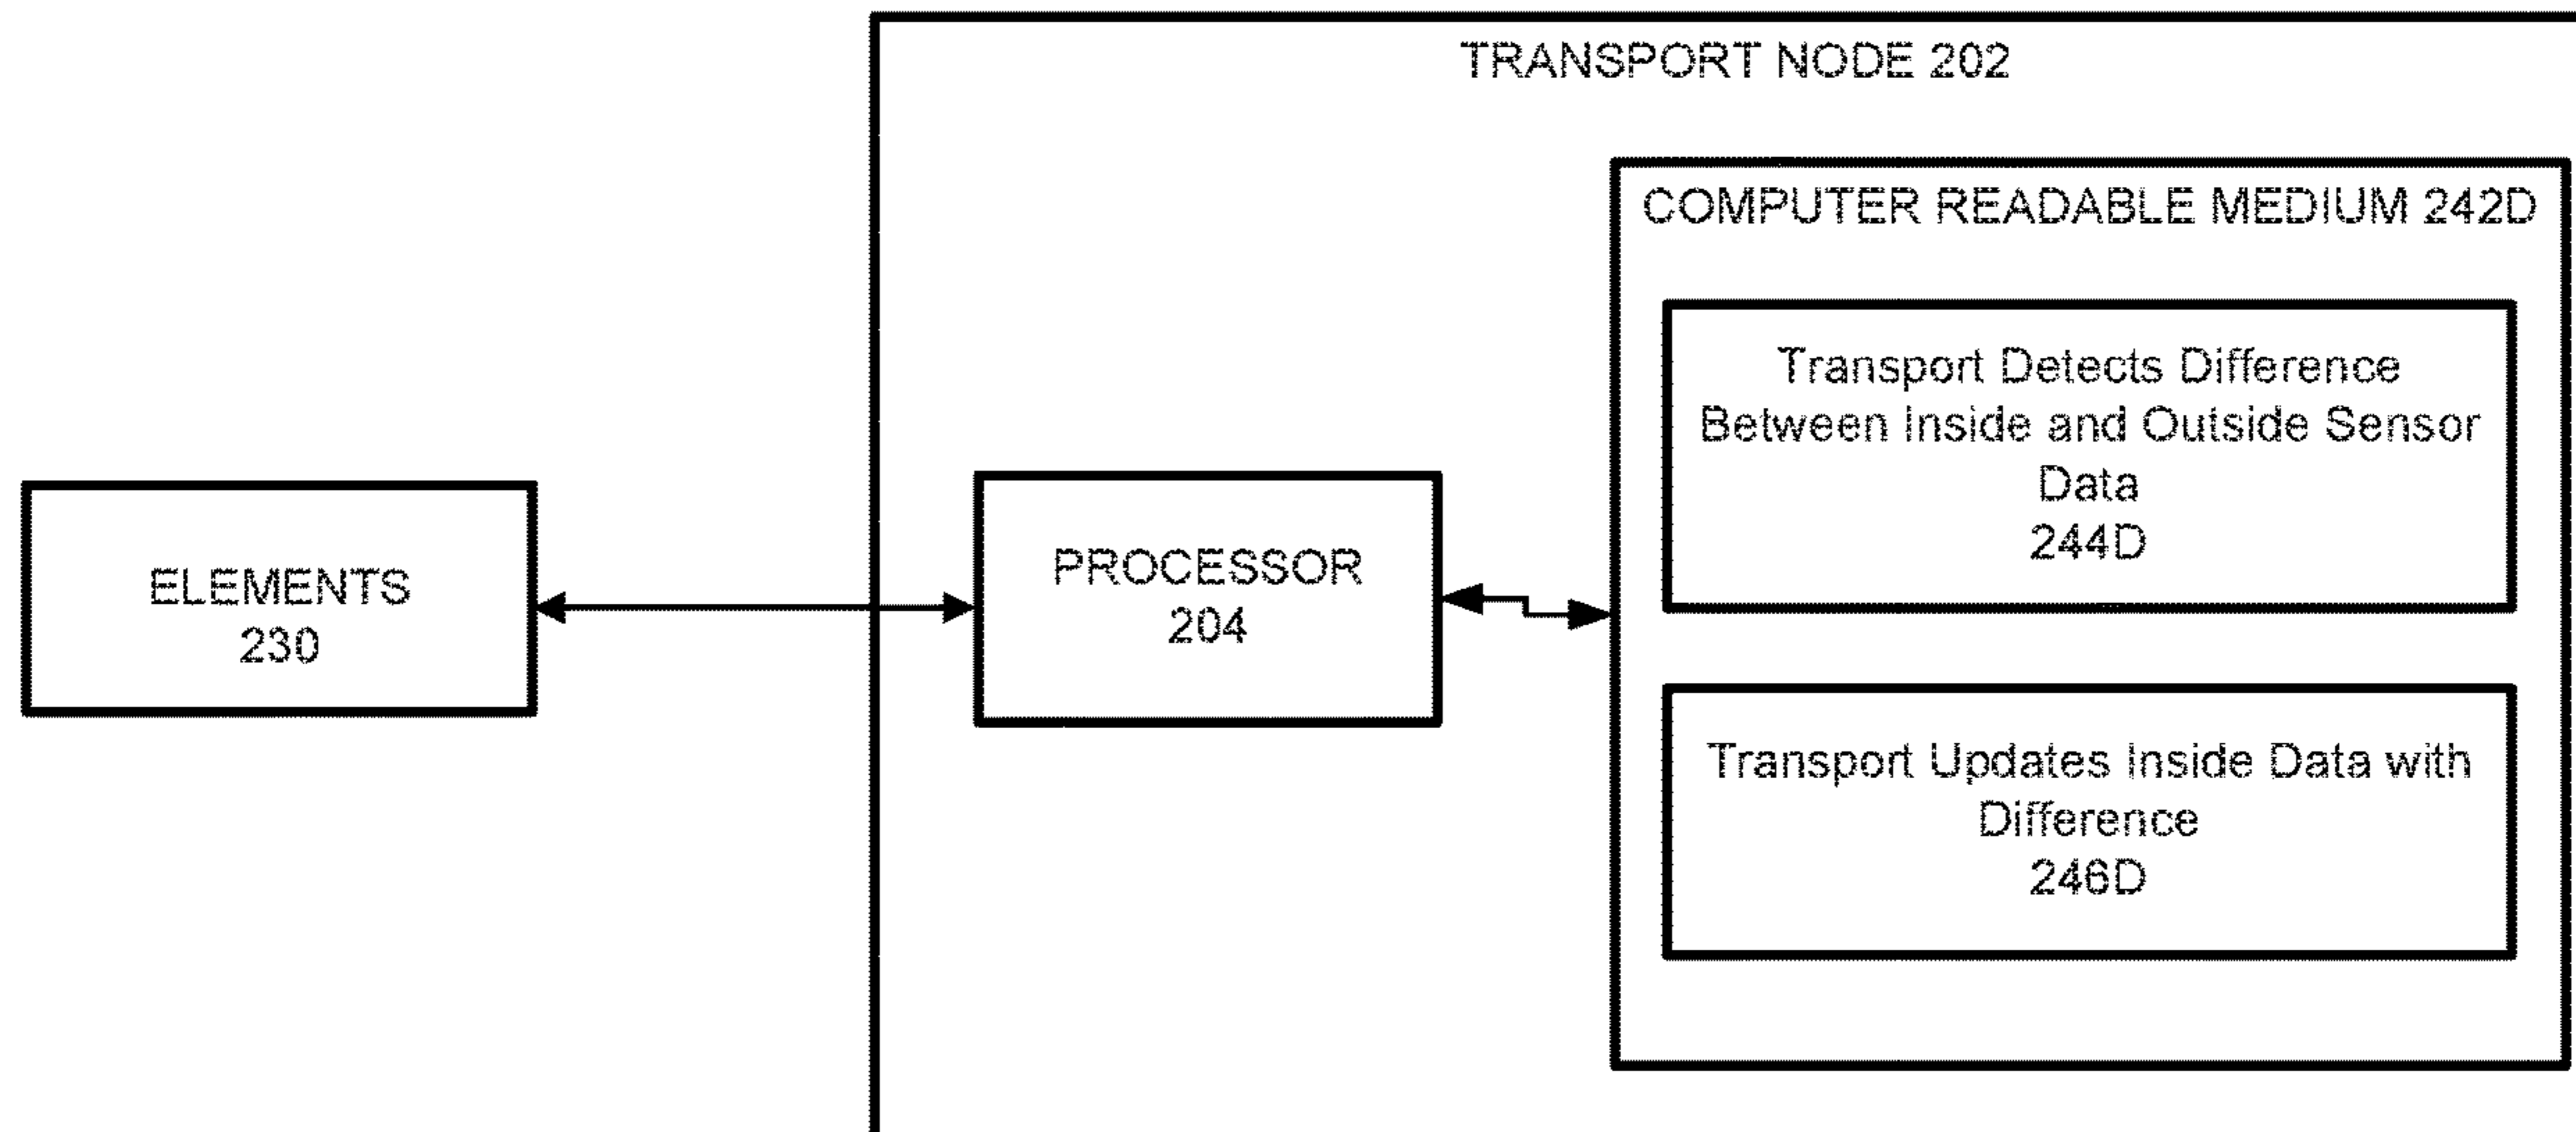 TRANSPORT NODE 202
COMPUTER READABLE MEDIUM 242D
Transport Detects Difference
Between Inside and Outside Sensor
Data
244D
ELEMENTS
230
PROCESSOR
204
Transport Updates Inside Data with
Difference
246D